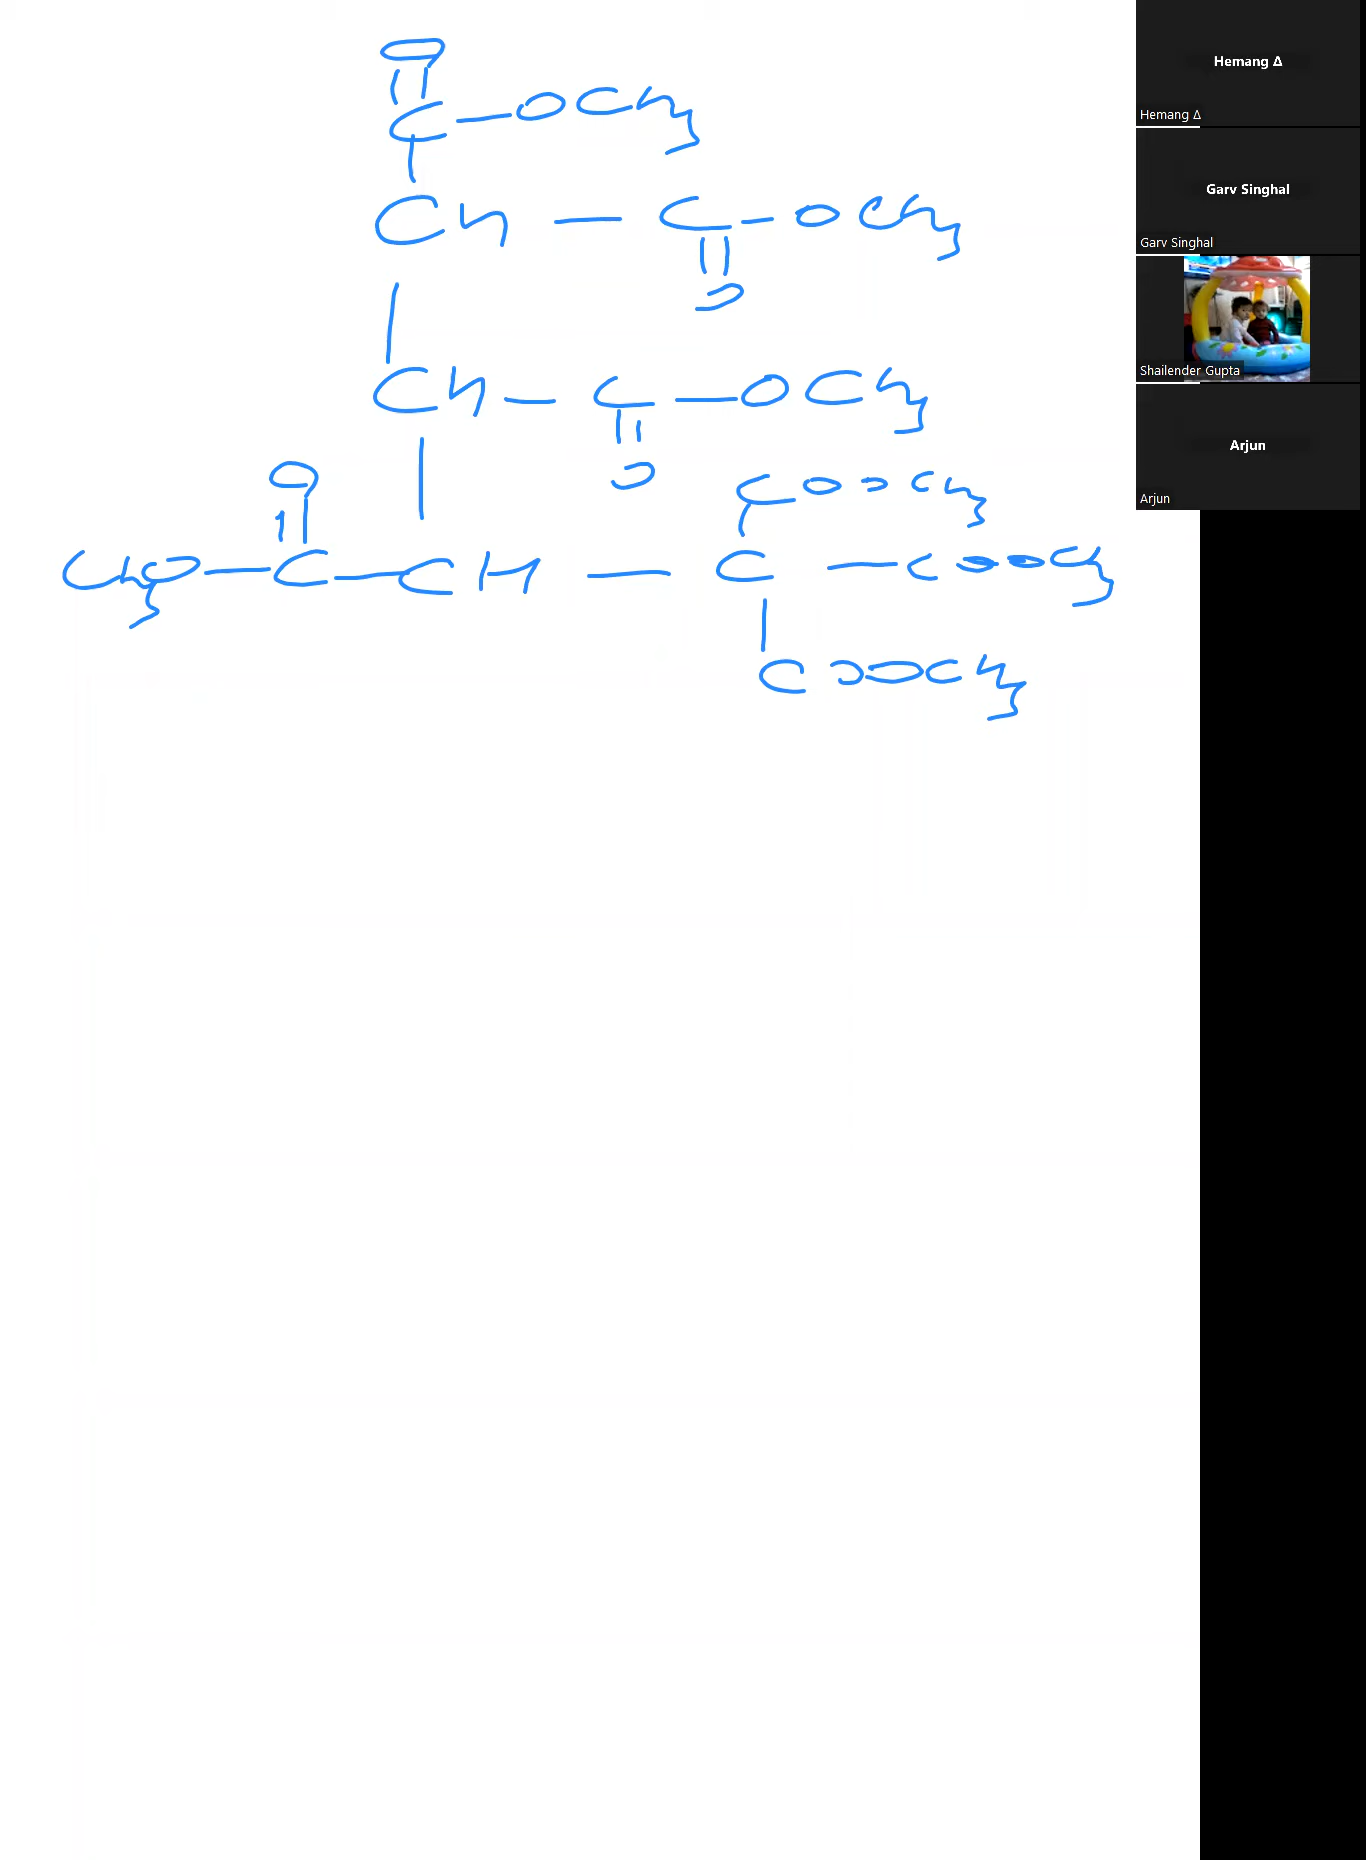 O
C—OCH3
CH — C—OCH3
O
CH — C — OCH3
O
O
COOCH3
CH3O—C—CH — C — COOCH3
COOCH3
Hemang Δ
Hemang Δ
Garv Singhal
Garv Singhal
Shailender Gupta
Arjun
Arjun